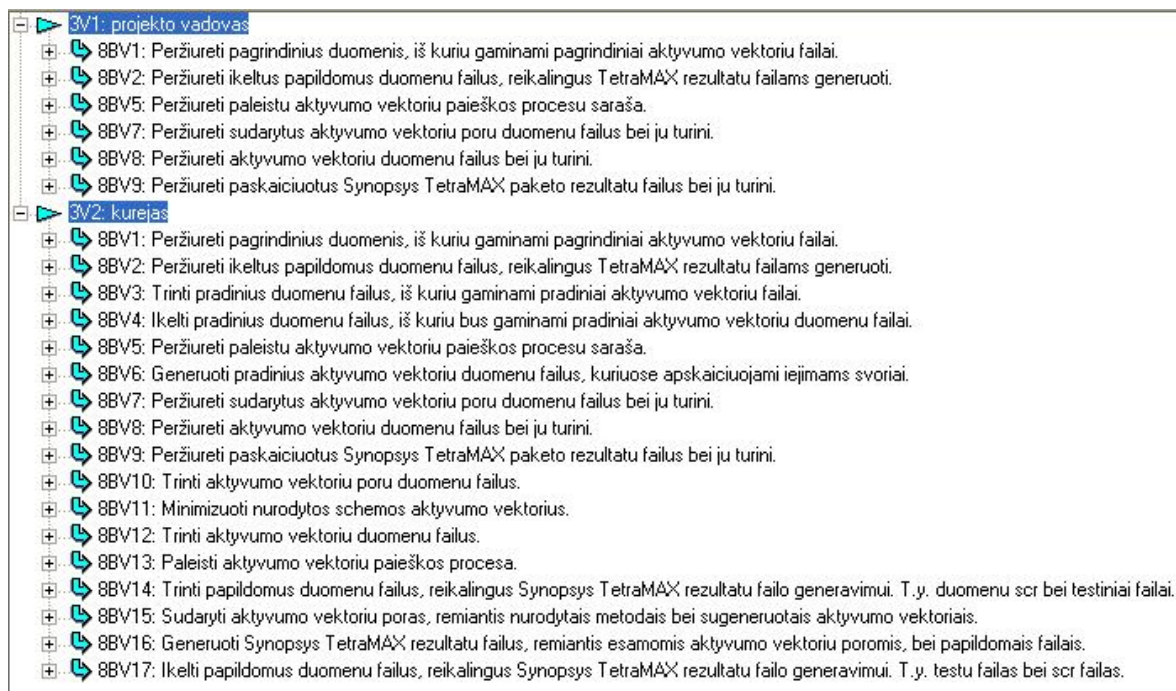 3V1: projekto vadovas
8BV1: Peržiureti pagrindinius duomenis, iš kuriu gaminami pagrindiniai aktyvumo vektoriu failai.
8BV2: Peržiureti ikeltus papildomus duomenu failus, reikalingus TetraMAX rezultatu failams generuoti.
8BV5: Peržiureti paleistu aktyvumo vektoriu paieškos procesu saraša.
8BV7: Peržiureti sudarytus aktyvumo vektoriu poru duomenu failus bei ju turini.
8BV8: Peržiureti aktyvumo vektoriu duomenu failus bei ju turini.
8BV9: Peržiureti paskaiciuotus Synopsys TetraMAX paketo rezultatu failus bei ju turini.
3V2: kurejas
8BV1: Peržiureti pagrindinius duomenis, iš kuriu gaminami pagrindiniai aktyvumo vektoriu failai.
8BV2: Peržiureti ikeltus papildomus duomenu failus, reikalingus TetraMAX rezultatu failams generuoti.
8BV3: Trinti pradinius duomenu failus, iš kuriu gaminami pradiniai aktyvumo vektoriu failai.
8BV4: Ikelti pradinius duomenu failus, iš kuriu bus gaminami pradiniai aktyvumo vektoriu duomenu failai.
8BV5: Peržiureti paleistu aktyvumo vektoriu paieškos procesu saraša.
8BV6: Generuoti pradinius aktyvumo vektoriu duomenu failus, kuriuose apskaiciuojami iejimams svoriai.
8BV7: Peržiureti sudarytus aktyvumo vektoriu poru duomenu failus bei ju turini.
8BV8: Peržiureti aktyvumo vektoriu duomenu failus bei ju turini.
8BV9: Peržiureti paskaiciuotus Synopsys TetraMAX paketo rezultatu failus bei ju turini.
8BV10: Trinti aktyvumo vektoriu poru duomenu failus.
8BV11: Minimizuoti nurodytos schemos aktyvumo vektorius.
8BV12: Trinti aktyvumo vektoriu duomenu failus.
8BV13: Paleisti aktyvumo vektoriu paieškos procesa.
8BV14: Trinti papildomus duomenu failus, reikalingus Synopsys TetraMAX rezultatu failo generavimui. T.y. duomenu scr bei testiniai failai.
8BV15: Sudaryti aktyvumo vektoriu poras, remiantis nurodytais metodais bei sugeneruotais aktyvumo vektoriais.
8BV16: Generuoti Synopsys TetraMAX rezultatu failus, remiantis esamomis aktyvumo vektoriu poromis, bei papildomais failais.
8BV17: Ikelti papildomus duomenu failus, reikalingus Synopsys TetraMAX rezultatu failo generavimui. T.y. testu failas bei scr failas.